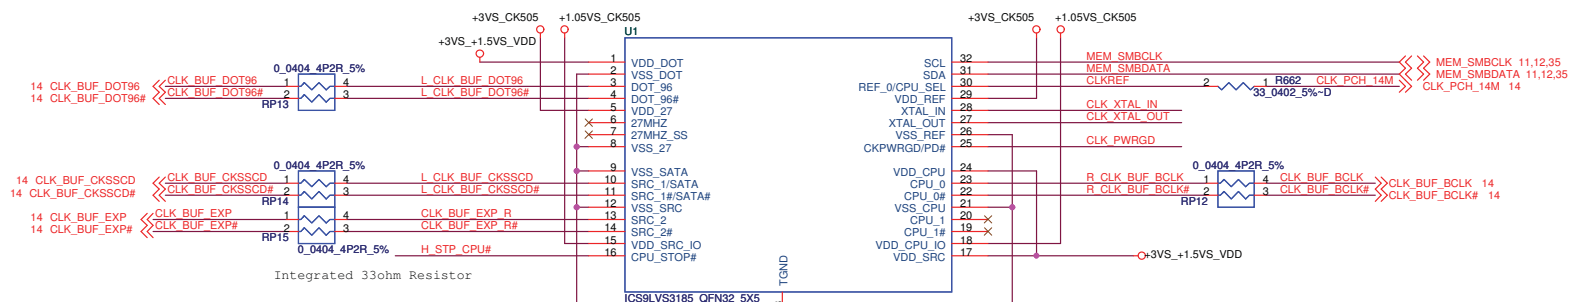 +3VS_CK505 +1.05VS_CK505 +3VS_CK505 +1.05VS_CK505
U1
+3VS_+1.5VS_VDD
14 CLK_BUF_DOT96 CLK_BUF_DOT96 1 0_0404_4P2R_5% 4 L_CLK_BUF_DOT96
14 CLK_BUF_DOT96# CLK_BUF_DOT96# 2 3 L_CLK_BUF_DOT96#
RP13
14 CLK_BUF_CKSSCD CLK_BUF_CKSSCD 1 0_0404_4P2R_5% 4 L_CLK_BUF_CKSSCD
14 CLK_BUF_CKSSCD# CLK_BUF_CKSSCD# 2 3 L_CLK_BUF_CKSSCD#
RP14
14 CLK_BUF_EXP CLK_BUF_EXP 1 4 CLK_BUF_EXP_R
14 CLK_BUF_EXP# CLK_BUF_EXP# 2 3 CLK_BUF_EXP_R#
RP15
0_0404_4P2R_5% H_STP_CPU#
Integrated 33ohm Resistor
1 VDD_DOT
2 VSS_DOT
3 DOT_96
4 DOT_96#
5 VDD_27
6 27MHZ
7 27MHZ_SS
8 VSS_27
9 VSS_SATA
10 SRC_1/SATA
11 SRC_1#/SATA#
12 VSS_SRC
13 SRC_2
14 SRC_2#
15 VDD_SRC_IO
16 CPU_STOP#
TGND
ICS9LVS3185_QFN32_5X5
SCL 32 MEM_SMBCLK MEM_SMBCLK 11,12,35
SDA 31 MEM_SMBDATA MEM_SMBDATA 11,12,35
REF_0/CPU_SEL 30 CLKREF 2 1 R662 CLK_PCH_14M CLK_PCH_14M 14
VDD_REF 29 33_0402_5%~D
XTAL_IN 28 CLK_XTAL_IN
XTAL_OUT 27 CLK_XTAL_OUT
VSS_REF 26
CKPWRGD/PD# 25 CLK_PWRGD
VDD_CPU 24 0_0404_4P2R_5%
CPU_0 23 R_CLK_BUF_BCLK 1 4 CLK_BUF_BCLK CLK_BUF_BCLK 14
CPU_0# 22 R_CLK_BUF_BCLK# 2 3 CLK_BUF_BCLK# CLK_BUF_BCLK# 14
VSS_CPU 21 RP12
CPU_1 20
CPU_1# 19
VDD_CPU_IO 18
VDD_SRC 17 +3VS_+1.5VS_VDD